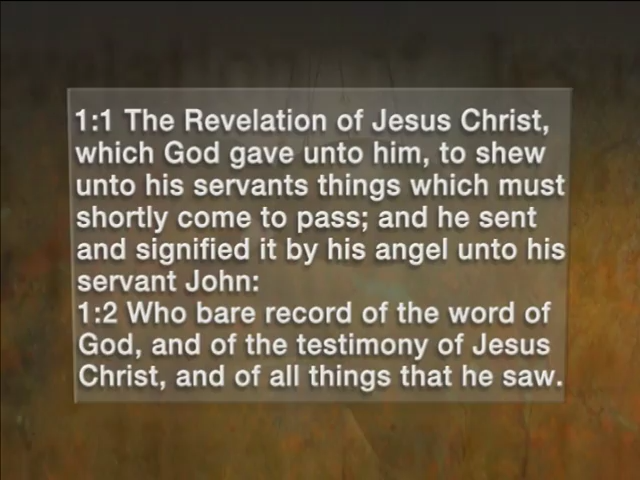 1:1 The Revelation of Jesus Christ,
which God gave unto him, to shew
unto his servants things which must
shortly come to pass; and he sent
and signified it by his angel unto his
servant John:
1:2 Who bare record of the word of
God, and of the testimony of Jesus
Christ, and of all things that he saw.